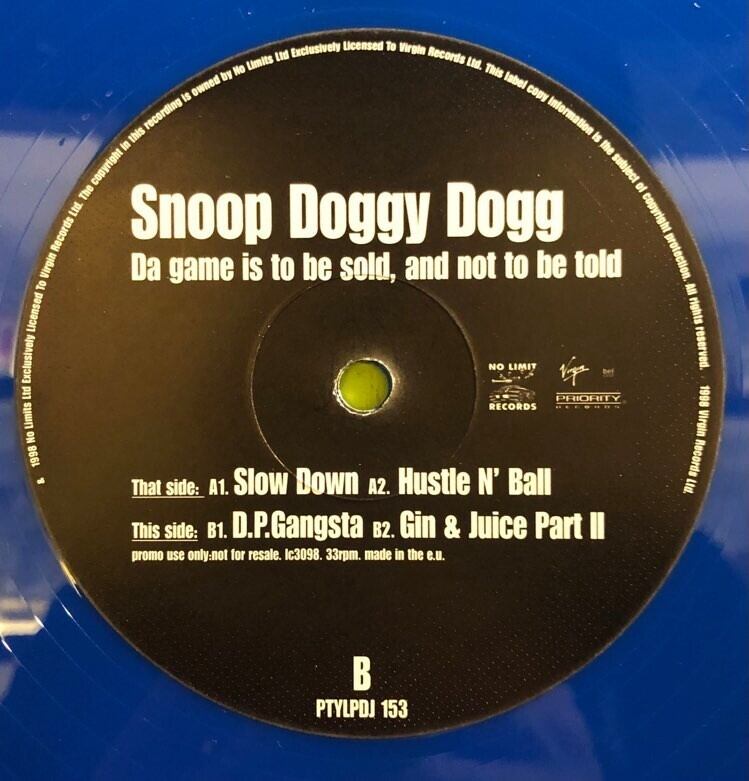 1998 No Limits Ltd Exclusively Licensed To Virgin Records Ltd. The copyright in this recording is owned by No Limits Ltd Exclusively Licensed To Virgin Records Ltd. This label copy information is the subject of copyright protection. All rights reserved. 1998 Virgin Records Ltd.
Snoop Doggy Dogg
Da game is to be sold, and not to be told
NO LIMIT
RECORDS
Virgin
PRIORITY
RECORDS
That side: A1. Slow Down A2. Hustle N' Ball
This side: B1. D.P.Gangsta B2. Gin & Juice Part II
promo use only:not for resale. lc3098. 33rpm. made in the e.u.
B
PTYLPDJ 153